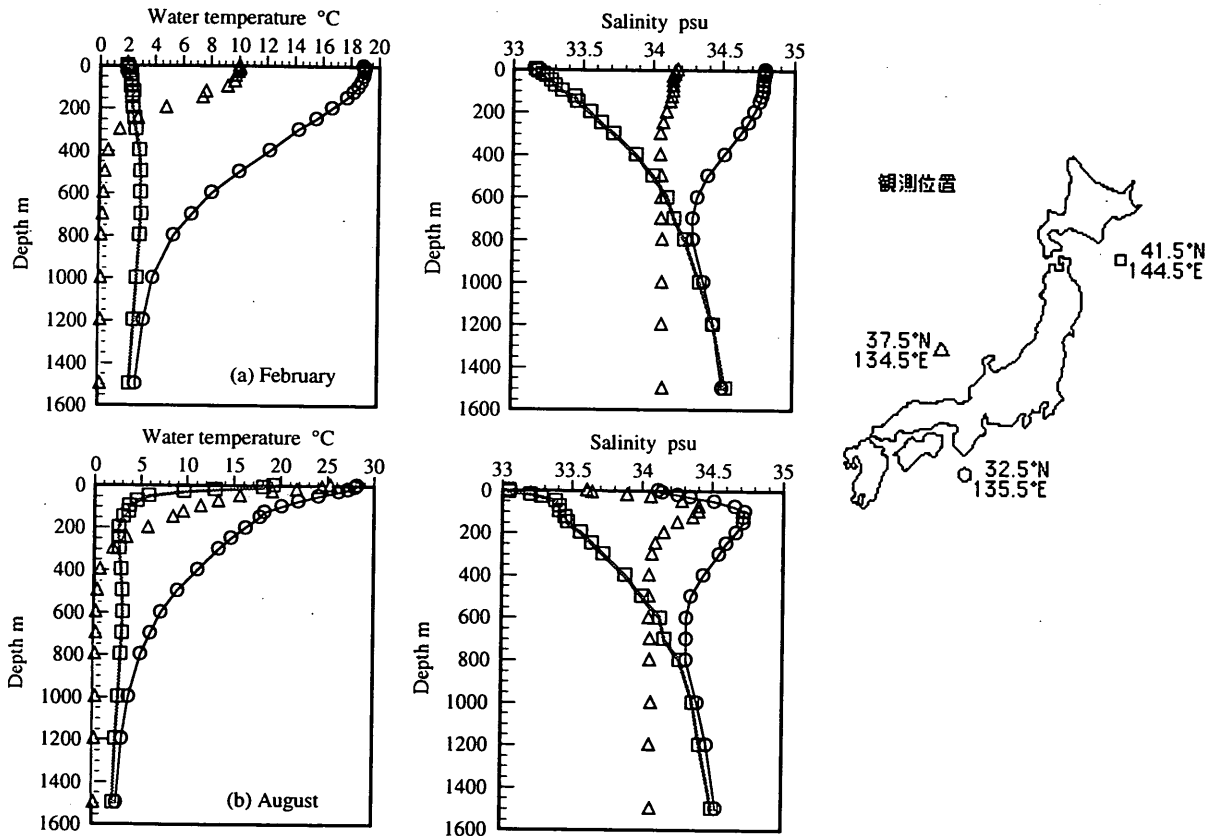 Water temperature °C
0 2 4 6 8 10 12 14 16 18 20
0
200
400
600
800
1000
1200
1400
1600
Depth m
(a) February
Salinity psu
33 33.5 34 34.5 35
0
200
400
600
800
1000
1200
1400
1600
Depth m
Water temperature °C
0 5 10 15 20 25 30
0
200
400
600
800
1000
1200
1400
1600
Depth m
(b) August
Salinity psu
33 33.5 34 34.5 35
0
200
400
600
800
1000
1200
1400
1600
Depth m
観測位置
41.5°N
144.5°E
37.5°N
134.5°E
32.5°N
135.5°E